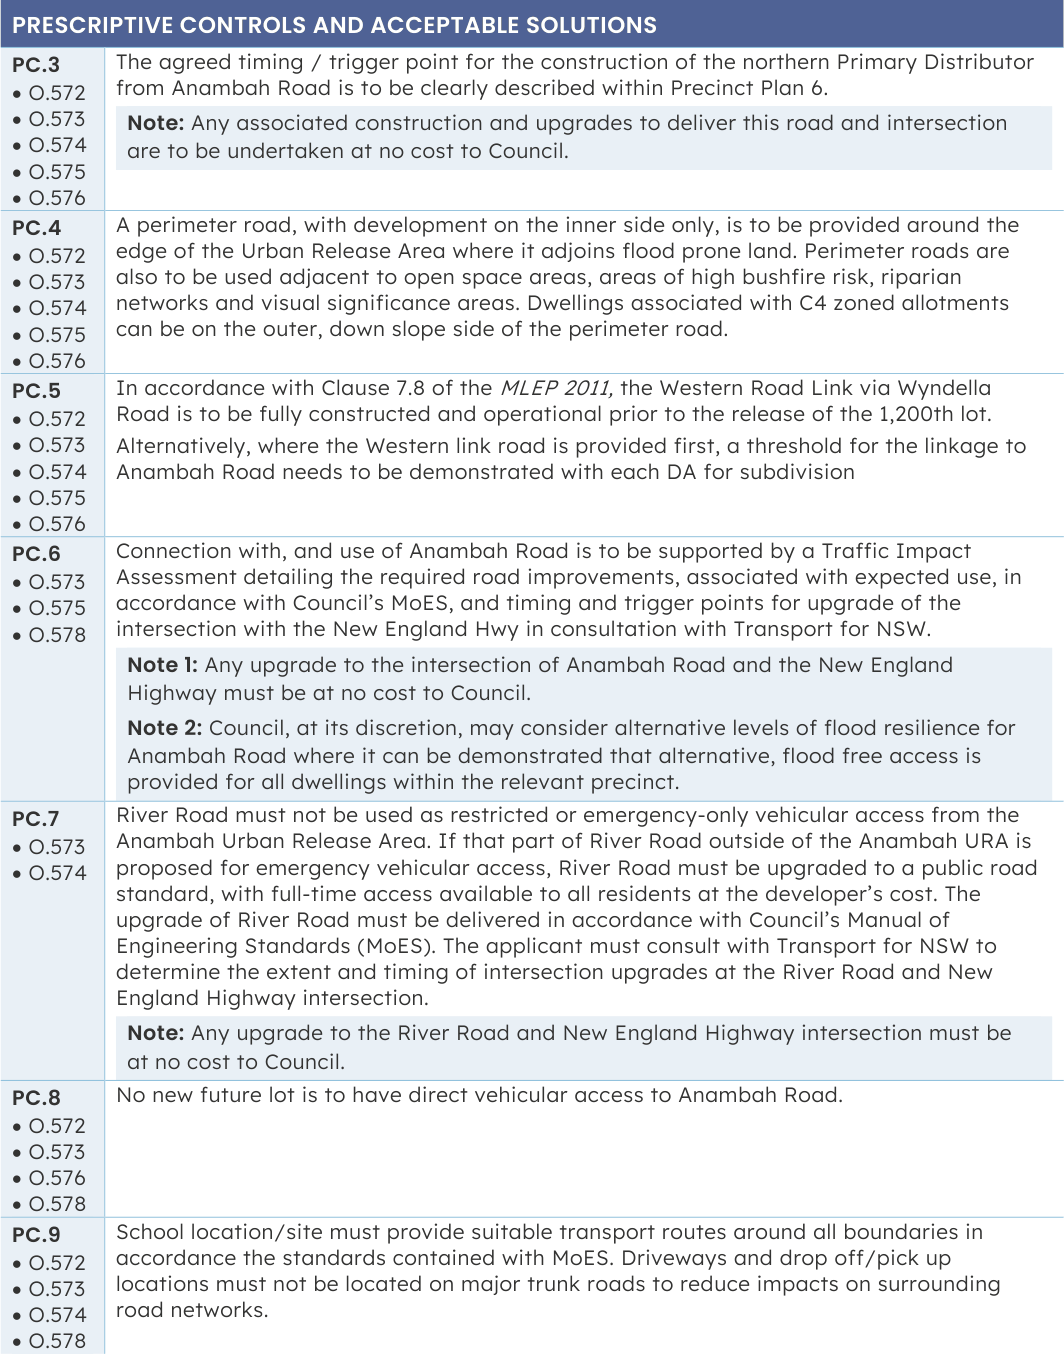 PRESCRIPTIVE CONTROLS AND ACCEPTABLE SOLUTIONS
PC.3
• O.572
• O.573
• O.574
• O.575
• O.576
The agreed timing / trigger point for the construction of the northern Primary Distributor
from Anambah Road is to be clearly described within Precinct Plan 6.
Note: Any associated construction and upgrades to deliver this road and intersection
are to be undertaken at no cost to Council.
PC.4
• O.572
• O.573
• O.574
• O.575
• O.576
A perimeter road, with development on the inner side only, is to be provided around the
edge of the Urban Release Area where it adjoins flood prone land. Perimeter roads are
also to be used adjacent to open space areas, areas of high bushfire risk, riparian
networks and visual significance areas. Dwellings associated with C4 zoned allotments
can be on the outer, down slope side of the perimeter road.
PC.5
• O.572
• O.573
• O.574
• O.575
• O.576
In accordance with Clause 7.8 of the MLEP 2011, the Western Road Link via Wyndella
Road is to be fully constructed and operational prior to the release of the 1,200th lot.
Alternatively, where the Western link road is provided first, a threshold for the linkage to
Anambah Road needs to be demonstrated with each DA for subdivision
PC.6
• O.573
• O.575
• O.578
Connection with, and use of Anambah Road is to be supported by a Traffic Impact
Assessment detailing the required road improvements, associated with expected use, in
accordance with Council's MoES, and timing and trigger points for upgrade of the
intersection with the New England Hwy in consultation with Transport for NSW.
Note 1: Any upgrade to the intersection of Anambah Road and the New England
Highway must be at no cost to Council.
Note 2: Council, at its discretion, may consider alternative levels of flood resilience for
Anambah Road where it can be demonstrated that alternative, flood free access is
provided for all dwellings within the relevant precinct.
PC.7
• O.573
• O.574
River Road must not be used as restricted or emergency-only vehicular access from the
Anambah Urban Release Area. If that part of River Road outside of the Anambah URA is
proposed for emergency vehicular access, River Road must be upgraded to a public road
standard, with full-time access available to all residents at the developer's cost. The
upgrade of River Road must be delivered in accordance with Council's Manual of
Engineering Standards (MoES). The applicant must consult with Transport for NSW to
determine the extent and timing of intersection upgrades at the River Road and New
England Highway intersection.
Note: Any upgrade to the River Road and New England Highway intersection must be
at no cost to Council.
PC.8
• O.572
• O.573
• O.576
• O.578
No new future lot is to have direct vehicular access to Anambah Road.
PC.9
• O.572
• O.573
• O.574
• O.578
School location/site must provide suitable transport routes around all boundaries in
accordance the standards contained with MoES. Driveways and drop off/pick up
locations must not be located on major trunk roads to reduce impacts on surrounding
road networks.